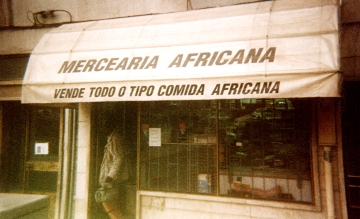 MERCEARIA AFRICANA
VENDE TODO O TIPO COMIDA AFRICANA